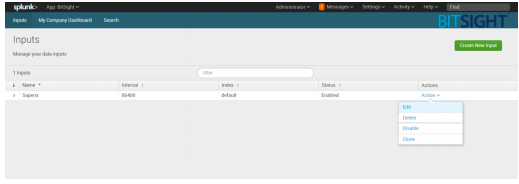 splunk> App: BitSight Administrator 1 Messages Settings Activity Help Find
Inputs My Company Dashboard Search BITSIGHT
Inputs
Create New Input
Manage your data inputs
1 Inputs filter
i Name Interval Index Status Actions
> Saperix 86400 default Enabled Action
Edit
Delete
Disable
Clone